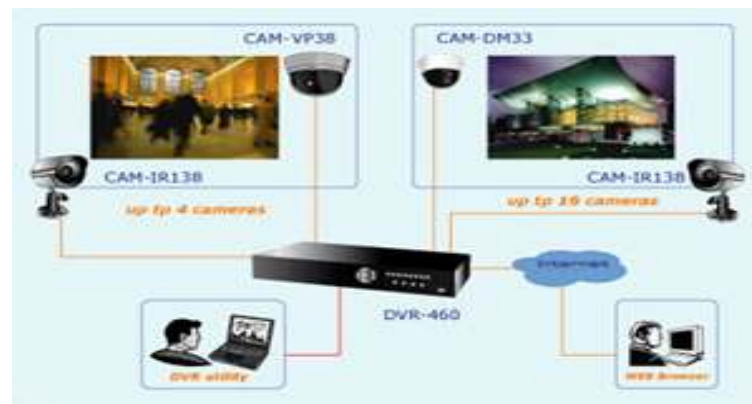 CAM-VP38
CAM-DM33
CAM-IR138
CAM-IR138
up tp 4 cameras
up tp 16 cameras
Internet
DVR-460
DVR utility
WEB Browser